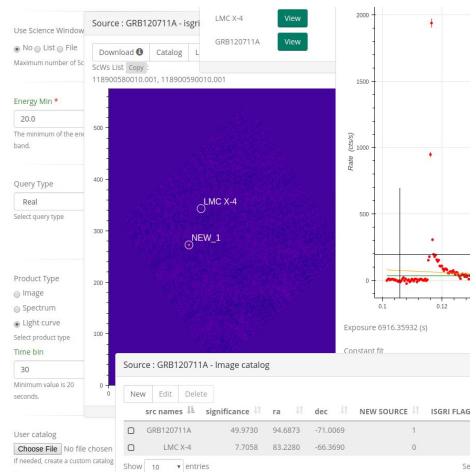 Use Science Window
No List File
Maximum number of Sc
Energy Min *
20.0
The minimum of the en
band.
Query Type
Real
Select query type
Product Type
Image
Spectrum
Light curve
Select product type
Time bin
30
Minimum value is 20
seconds.
User catalog
Choose File No file chosen
If needed, create a custom catalog
Source : GRB120711A - isgri
Download Catalog L
ScWs List Copy :
118900580010.001, 118900590010.001
500
400
300
200
100
0
0
LMC X-4
NEW_1
LMC X-4 View
GRB120711A View
2000
1500
1000
500
0
Rate (cts/s)
0.1 0.12
Exposure 6916.35932 (s)
Constant fit
Source : GRB120711A - Image catalog
New Edit Delete
src names significance ra dec NEW SOURCE ISGRI FLAG
GRB120711A 49.9730 94.6873 -71.0069 1
LMC X-4 7.7058 83.2280 -66.3690 0
Show 10 entries
Se